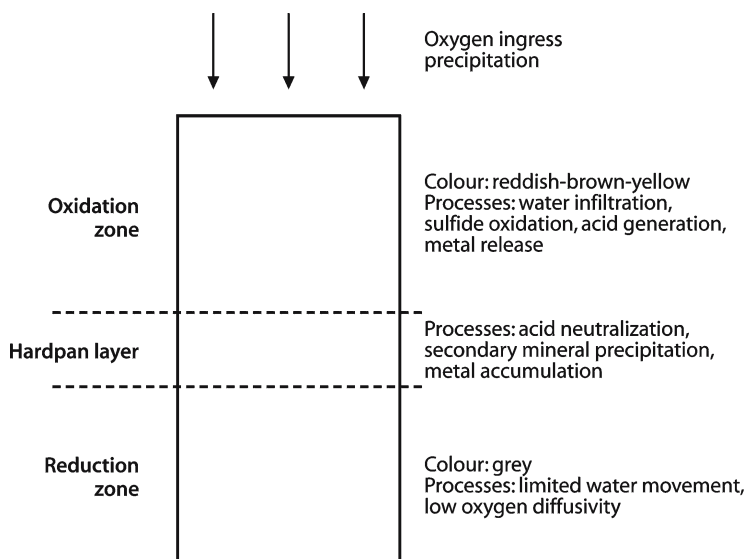 Oxygen ingress
precipitation
Oxidation
zone
Colour: reddish-brown-yellow
Processes: water infiltration,
sulfide oxidation, acid generation,
metal release
Hardpan layer
Processes: acid neutralization,
secondary mineral precipitation,
metal accumulation
Reduction
zone
Colour: grey
Processes: limited water movement,
low oxygen diffusivity